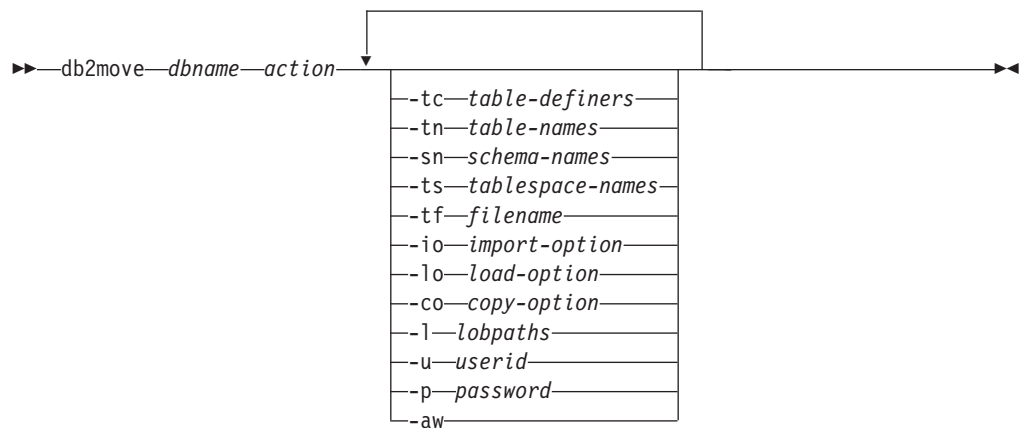 db2move dbname action
-tc table-definers
-tn table-names
-sn schema-names
-ts tablespace-names
-tf filename
-io import-option
-lo load-option
-co copy-option
-l lobpaths
-u userid
-p password
-aw